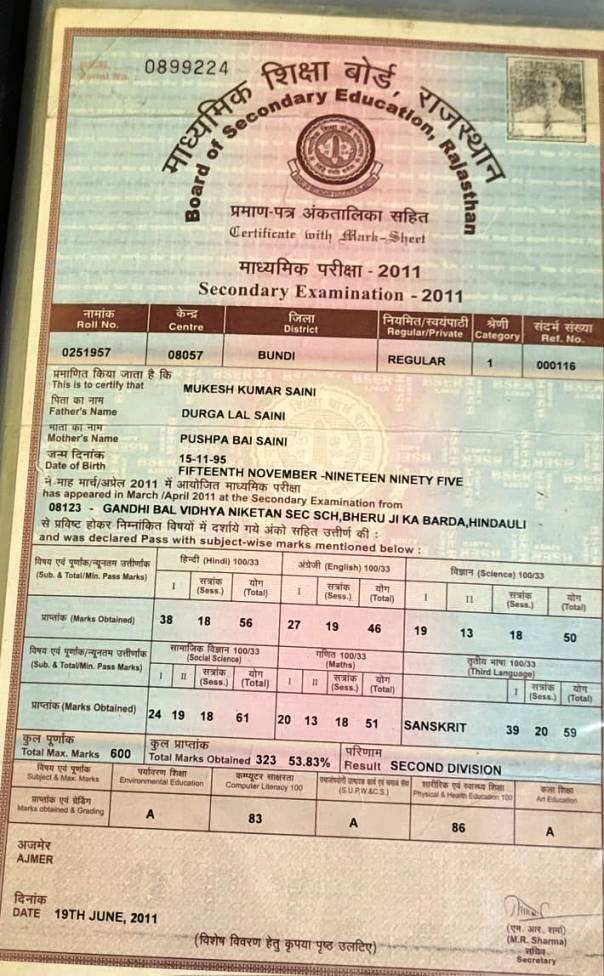 Serial No. 0899224
माध्यमिक शिक्षा बोर्ड, राजस्थान
Board of Secondary Education, Rajasthan
प्रमाण-पत्र अंकतालिका सहित
Certificate with Mark-Sheet
माध्यमिक परीक्षा - 2011
Secondary Examination - 2011
नामांक केन्द्र जिला नियमित/स्वयंपाठी श्रेणी संदर्भ संख्या
Roll No. Centre District Regular/Private Category Ref. No.
0251957 08057 BUNDI REGULAR 1 000116
प्रमाणित किया जाता है कि
This is to certify that MUKESH KUMAR SAINI
पिता का नाम
Father's Name DURGA LAL SAINI
माता का नाम
Mother's Name PUSHPA BAI SAINI
जन्म दिनांक 15-11-95
Date of Birth FIFTEENTH NOVEMBER -NINETEEN NINETY FIVE
ने माह मार्च/अप्रेल 2011 में आयोजित माध्यमिक परीक्षा
has appeared in March /April 2011 at the Secondary Examination from
08123 - GANDHI BAL VIDHYA NIKETAN SEC SCH,BHERU JI KA BARDA,HINDAULI
से प्रविष्ट होकर निम्नांकित विषयों में दर्शाये गये अंको सहित उत्तीर्ण की :
and was declared Pass with subject-wise marks mentioned below :
विषय एवं पूर्णांक/न्यूनतम उत्तीर्णांक हिन्दी (Hindi) 100/33 अंग्रेजी (English) 100/33 विज्ञान (Science) 100/33
(Sub. & Total/Min. Pass Marks) I सत्रांक (Sess.) योग (Total) I सत्रांक (Sess.) योग (Total) I II सत्रांक (Sess.) योग (Total)
प्राप्तांक (Marks Obtained) 38 18 56 27 19 46 19 13 18 50
विषय एवं पूर्णांक/न्यूनतम उत्तीर्णांक सामाजिक विज्ञान 100/33 गणित 100/33 तृतीय भाषा 100/33
(Sub. & Total/Min. Pass Marks) (Social Science) (Maths) (Third Language)
I II सत्रांक (Sess.) योग (Total) I II सत्रांक (Sess.) योग (Total) I सत्रांक (Sess.) योग (Total)
प्राप्तांक (Marks Obtained) 24 19 18 61 20 13 18 51 SANSKRIT 39 20 59
कुल पूर्णांक कुल प्राप्तांक परिणाम
Total Max. Marks 600 Total Marks Obtained 323 53.83% Result SECOND DIVISION
विषय एवं पूर्णांक पर्यावरण शिक्षा कम्प्यूटर साक्षरता शारीरिक एवं स्वास्थ्य शिक्षा कला शिक्षा
Subject & Max. Marks Environmental Education Computer Literacy 100 (S.U.P.W.&C.S.) Physical & Health Education 100 Art Education
प्राप्तांक एवं ग्रेडिंग
Marks obtained & Grading A 83 A 86 A
अजमेर
AJMER
दिनांक
DATE 19TH JUNE, 2011
(एम. आर. शर्मा)
(M.R. Sharma)
सचिव
Secretary
(विशेष विवरण हेतु कृपया पृष्ठ उलटिए)